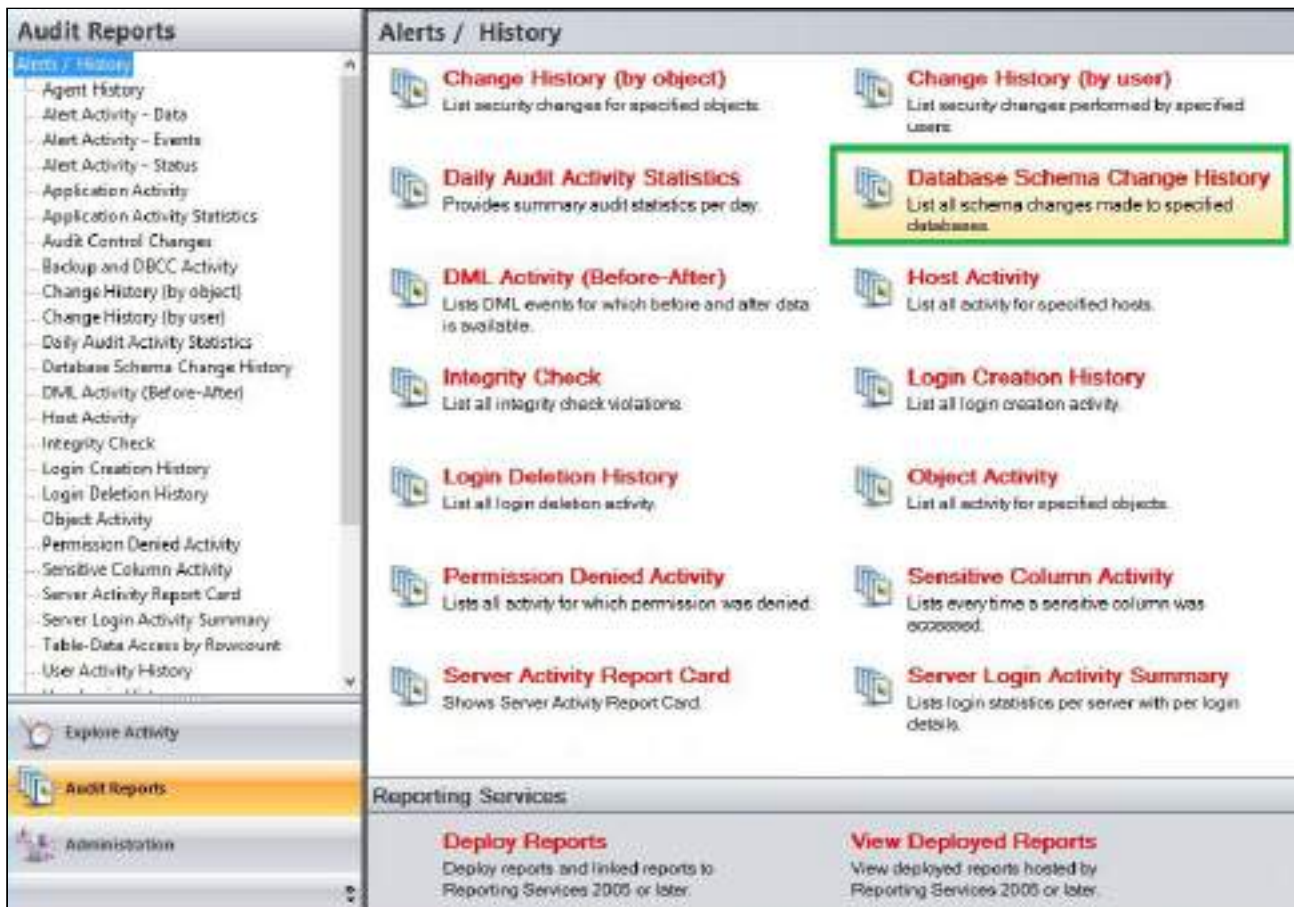 Audit Reports
Alerts / History
Agent History
Alert Activity - Data
Alert Activity - Events
Alert Activity - Status
Application Activity
Application Activity Statistics
Audit Control Changes
Backup and DBCC Activity
Change History (by object)
Change History (by user)
Daily Audit Activity Statistics
Database Schema Change History
DML Activity (Before-After)
Host Activity
Integrity Check
Login Creation History
Login Deletion History
Object Activity
Permission Denied Activity
Sensitive Column Activity
Server Activity Report Card
Server Login Activity Summary
Table-Data Access by Rowcount
User Activity History
Explore Activity
Audit Reports
Administration
Alerts / History
Change History (by object)
List security changes for specified objects.
Change History (by user)
List security changes performed by specified
users.
Daily Audit Activity Statistics
Provides summary audit statistics per day.
Database Schema Change History
List all schema changes made to specified
databases.
DML Activity (Before-After)
Lists DML events for which before and after data
is available.
Host Activity
List all activity for specified hosts.
Integrity Check
List all integrity check violations.
Login Creation History
List all login creation activity.
Login Deletion History
List all login deletion activity.
Object Activity
List all activity for specified objects.
Permission Denied Activity
Lists all activity for which permission was denied.
Sensitive Column Activity
Lists every time a sensitive column was
accessed.
Server Activity Report Card
Shows Server Activity Report Card.
Server Login Activity Summary
Lists login statistics per server with per login
details.
Reporting Services
Deploy Reports
Deploy reports and linked reports to
Reporting Services 2005 or later.
View Deployed Reports
View deployed reports hosted by
Reporting Services 2005 or later.